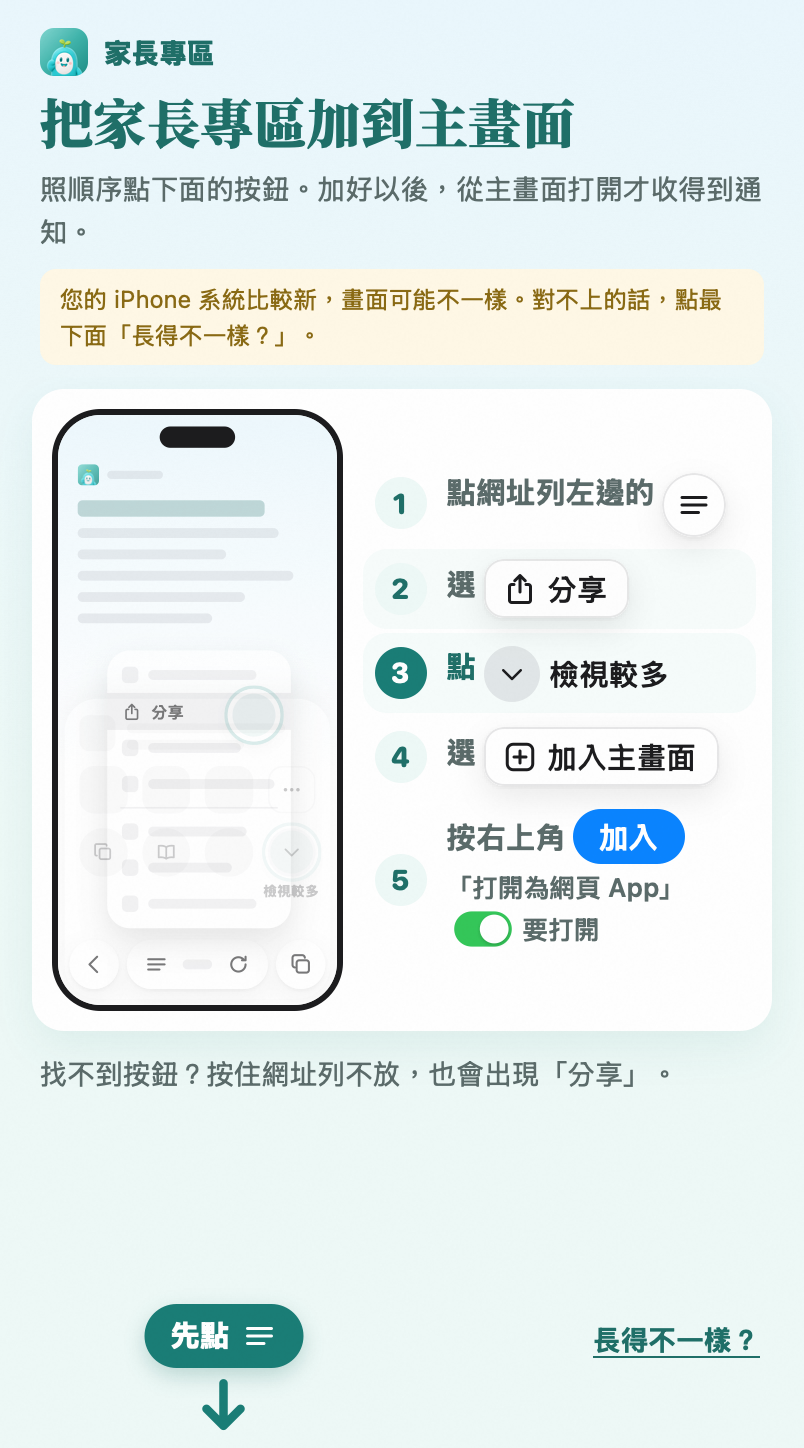 家長專區
把家長專區加到主畫面
照順序點下面的按鈕。加好以後，從主畫面打開才收得到通
知。
您的 iPhone 系統比較新，畫面可能不一樣。對不上的話，點最
下面「長得不一樣？」。
分享
檢視較多
1 點網址列左邊的
2 選 分享
3 點 檢視較多
4 選 加入主畫面
按右上角 加入
5 「打開為網頁 App」
要打開
找不到按鈕？按住網址列不放，也會出現「分享」。
先點
長得不一樣？